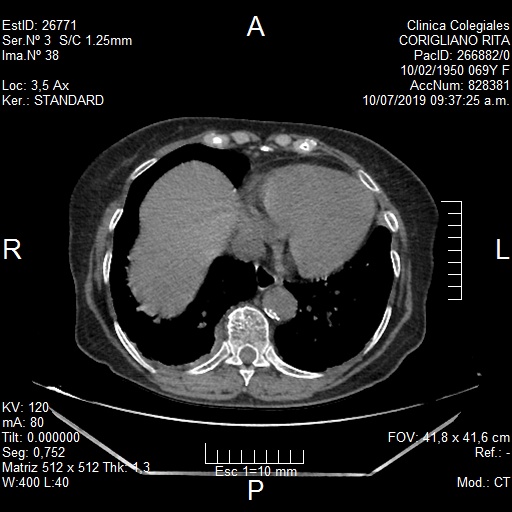 EstID: 26771
Ser.Nº 3 S/C 1.25mm
Ima.Nº 38
Loc: 3,5 Ax
Ker.: STANDARD
A
Clinica Colegiales
CORIGLIANO RITA
PacID: 266882/0
10/02/1950 069Y F
AccNum: 828381
10/07/2019 09:37:25 a.m.
R
L
KV: 120
mA: 80
Tilt: 0.000000
Seg: 0,752
Matriz 512 x 512 Thk: 1.3
W:400 L:40
Esc 1=10 mm
P
FOV: 41,8 x 41,6 cm
Ref.: -
Mod.: CT